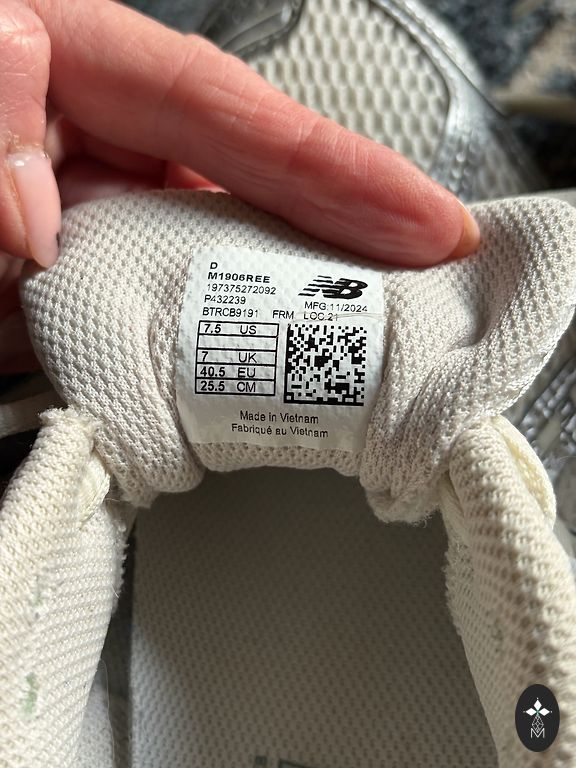 D
M1906REE
197375272092
P432239
MFG.11/2024
BTRCB9191 FRM LOC.21
7.5 US
7 UK
40.5 EU
25.5 CM
Made in Vietnam
Fabriqué au Vietnam
NB
M